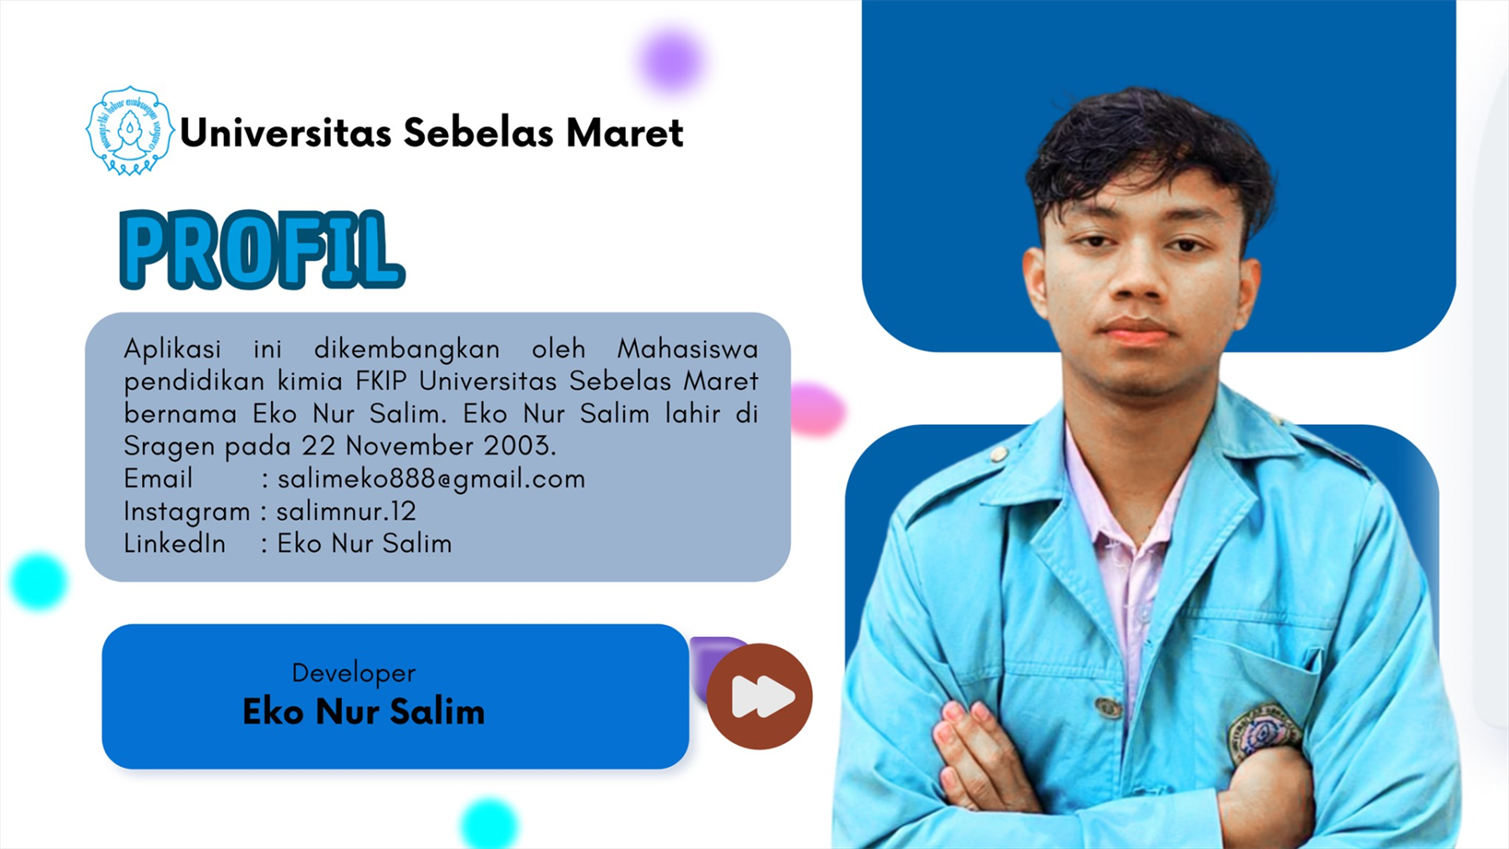 Universitas Sebelas Maret
PROFIL
Aplikasi ini dikembangkan oleh Mahasiswa
pendidikan kimia FKIP Universitas Sebelas Maret
bernama Eko Nur Salim. Eko Nur Salim lahir di
Sragen pada 22 November 2003.
Email : salimeko888@gmail.com
Instagram : salimnur.12
LinkedIn : Eko Nur Salim
Developer
Eko Nur Salim